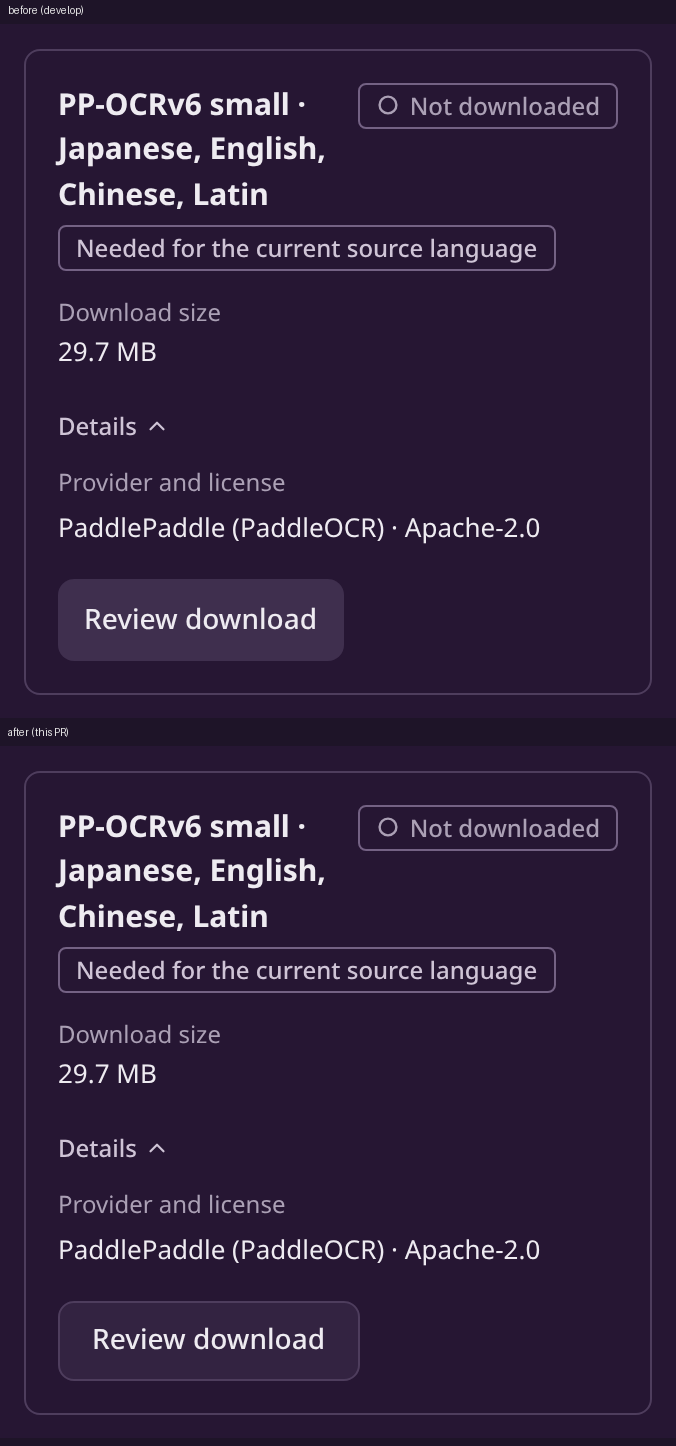 before (develop)
PP-OCRv6 small ·
Japanese, English,
Chinese, Latin
Not downloaded
Needed for the current source language
Download size
29.7 MB
Details
Provider and license
PaddlePaddle (PaddleOCR) · Apache-2.0
Review download
after (this PR)
PP-OCRv6 small ·
Japanese, English,
Chinese, Latin
Not downloaded
Needed for the current source language
Download size
29.7 MB
Details
Provider and license
PaddlePaddle (PaddleOCR) · Apache-2.0
Review download